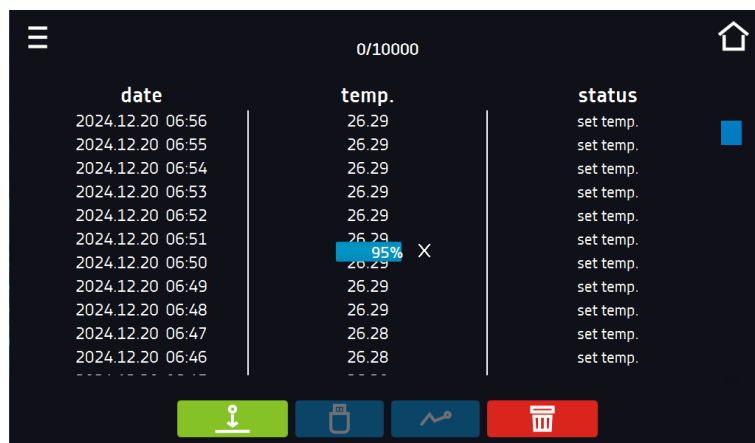 0/10000
date temp. status
2024.12.20 06:56 26.29 set temp.
2024.12.20 06:55 26.29 set temp.
2024.12.20 06:54 26.29 set temp.
2024.12.20 06:53 26.29 set temp.
2024.12.20 06:52 26.29 set temp.
2024.12.20 06:51 26.29 set temp.
95% X
2024.12.20 06:50 26.29 set temp.
2024.12.20 06:49 26.29 set temp.
2024.12.20 06:48 26.29 set temp.
2024.12.20 06:47 26.28 set temp.
2024.12.20 06:46 26.28 set temp.